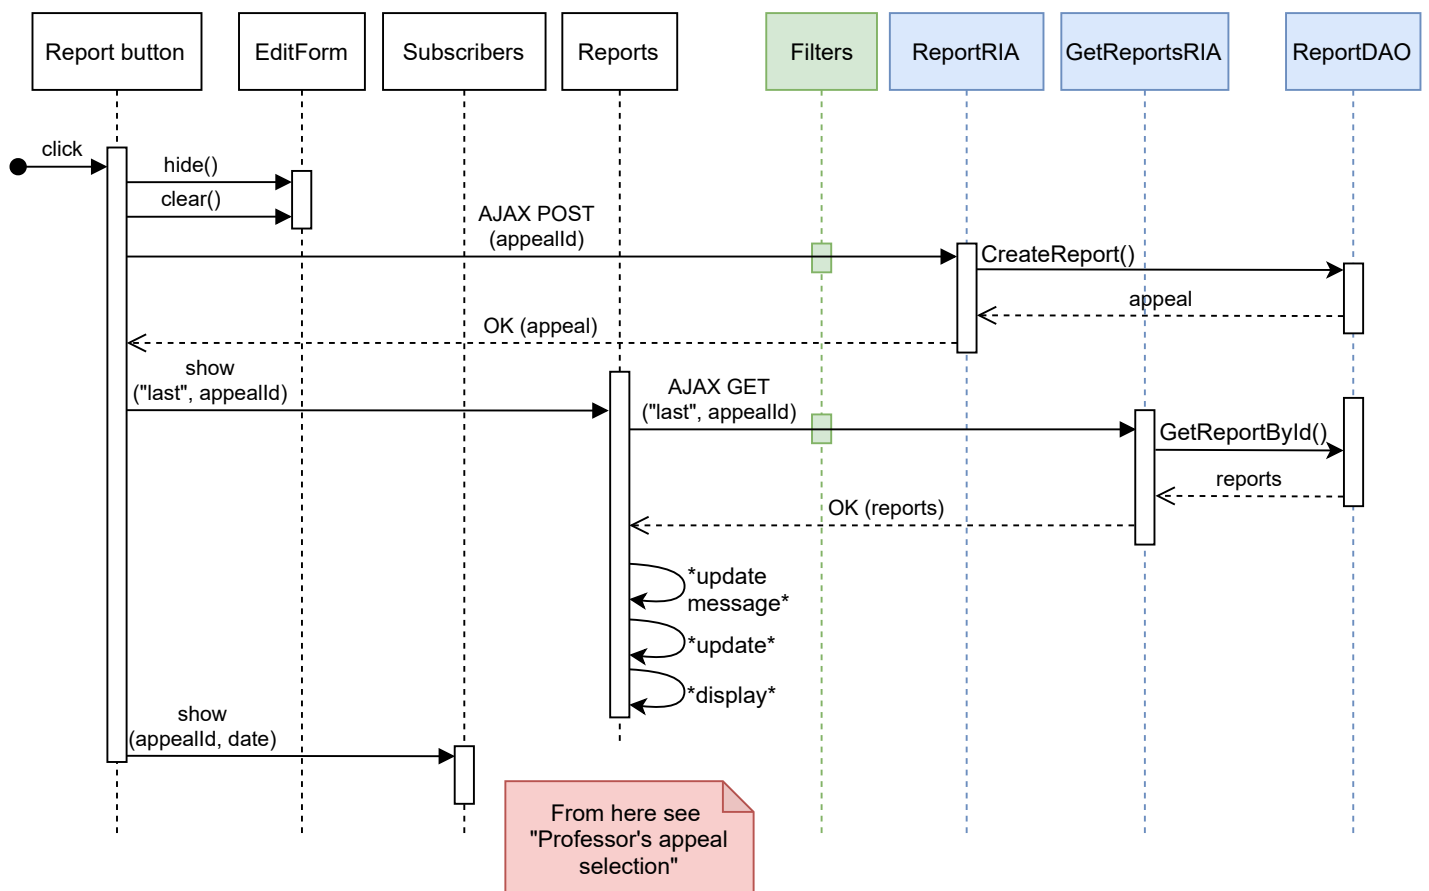 Report button
EditForm
Subscribers
Reports
Filters
ReportRIA
GetReportsRIA
ReportDAO
click
hide()
clear()
AJAX POST
(appealId)
CreateReport()
appeal
OK (appeal)
show
("last", appealId)
AJAX GET
("last", appealId)
GetReportById()
reports
OK (reports)
*update
message*
*update*
*display*
show
(appealId, date)
From here see
"Professor's appeal
selection"